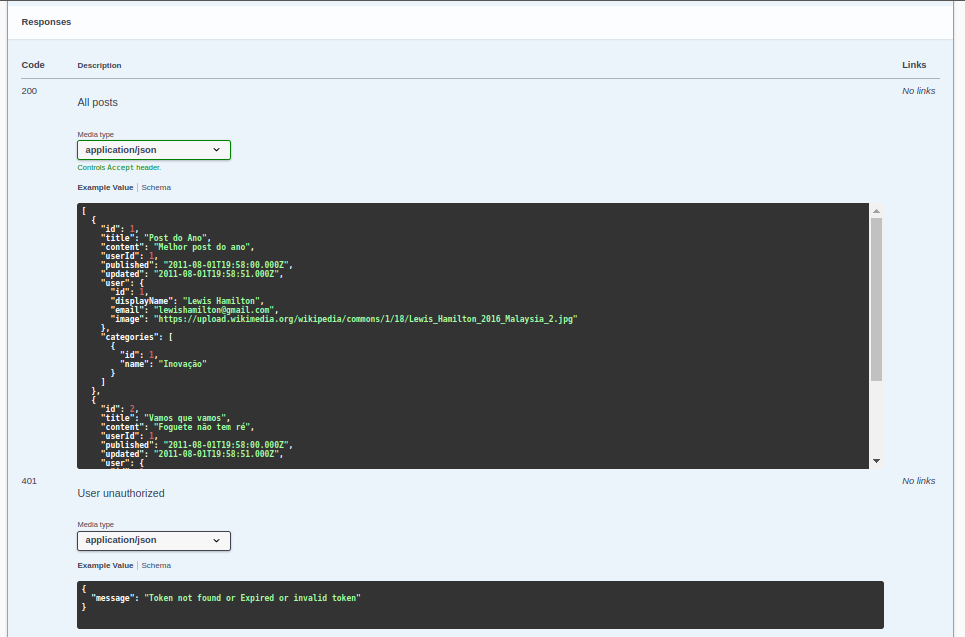 Responses
Code Description Links
200 No links
All posts
Media type
application/json
Controls Accept header.
Example Value | Schema
[
  {
    "id": 1,
    "title": "Post do Ano",
    "content": "Melhor post do ano",
    "userId": 1,
    "published": "2011-08-01T19:58:00.000Z",
    "updated": "2011-08-01T19:58:51.000Z",
    "user": {
      "id": 1,
      "displayName": "Lewis Hamilton",
      "email": "lewishamilton@gmail.com",
      "image": "https://upload.wikimedia.org/wikipedia/commons/1/18/Lewis_Hamilton_2016_Malaysia_2.jpg"
    },
    "categories": [
      {
        "id": 1,
        "name": "Inovação"
      }
    ]
  },
  {
    "id": 2,
    "title": "Vamos que vamos",
    "content": "Foguete não tem ré",
    "userId": 1,
    "published": "2011-08-01T19:58:00.000Z",
    "updated": "2011-08-01T19:58:51.000Z",
    "user": {
401 No links
User unauthorized
Media type
application/json
Example Value | Schema
{
  "message": "Token not found or Expired or invalid token"
}